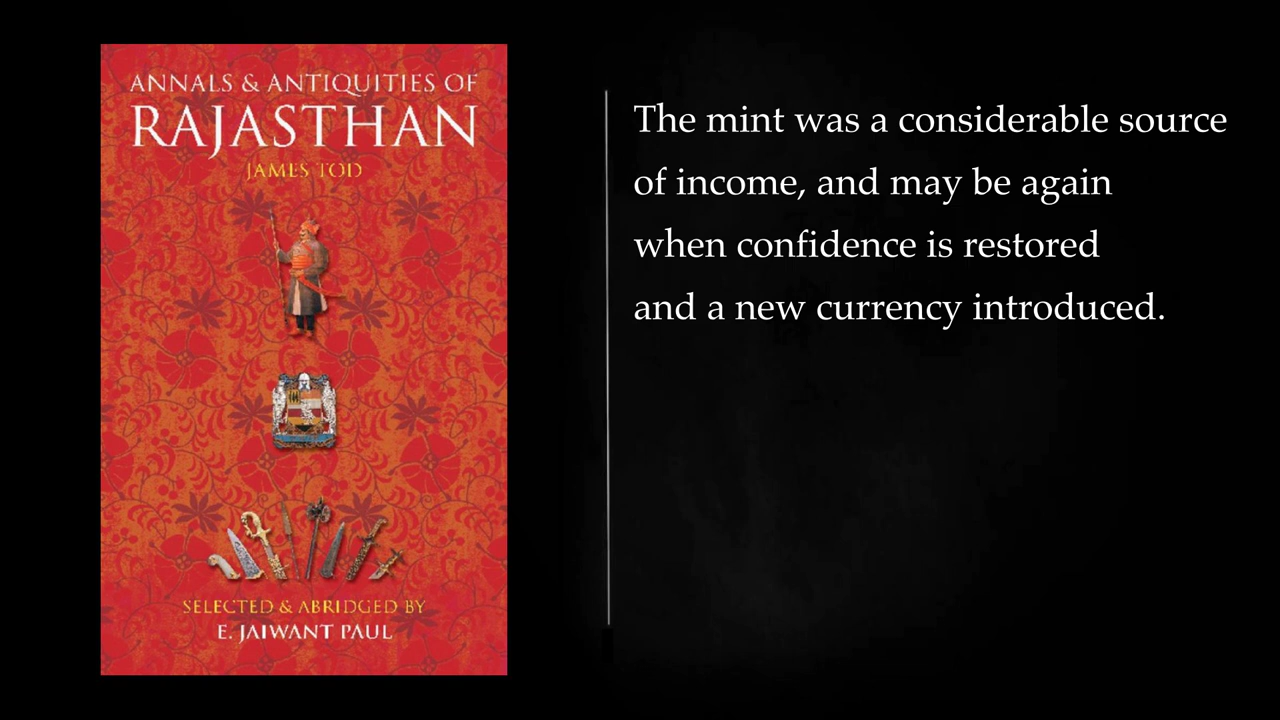 ANNALS & ANTIQUITIES OF
RAJASTHAN
JAMES TOD
SELECTED & ABRIDGED BY
E. JAIWANT PAUL
The mint was a considerable source
of income, and may be again
when confidence is restored
and a new currency introduced.